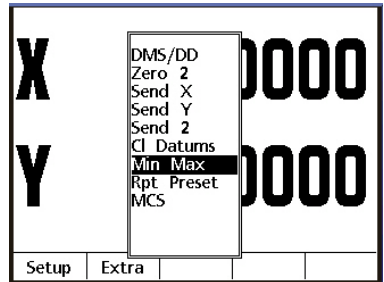 X 0000
DMS/DD
Zero 2
Send X
Send Y
Send 2
Cl Datums
Min Max
Rpt Preset
MCS
Y 0000
Setup Extra